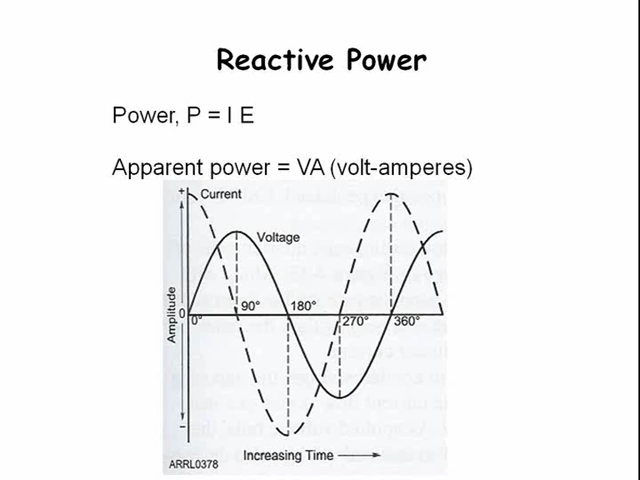 Reactive Power
Power, P = I E
Apparent power = VA (volt-amperes)
+
Current
Voltage
Amplitude
0
0°
90°
180°
270°
360°
–
Increasing Time
ARRL0378